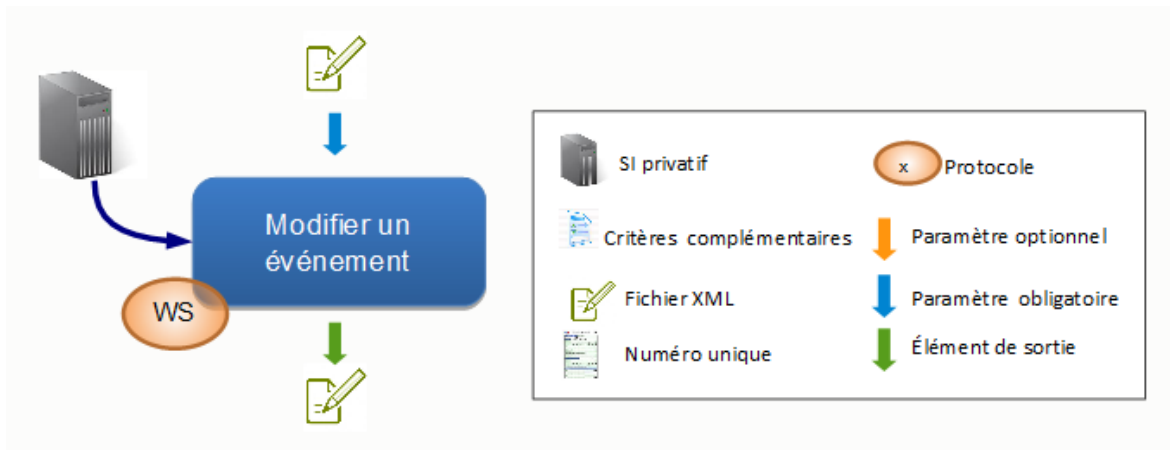 Modifier un
événement
WS
SI privatif
x
Protocole
Critères complémentaires
Paramètre optionnel
Fichier XML
Paramètre obligatoire
Numéro unique
Élément de sortie